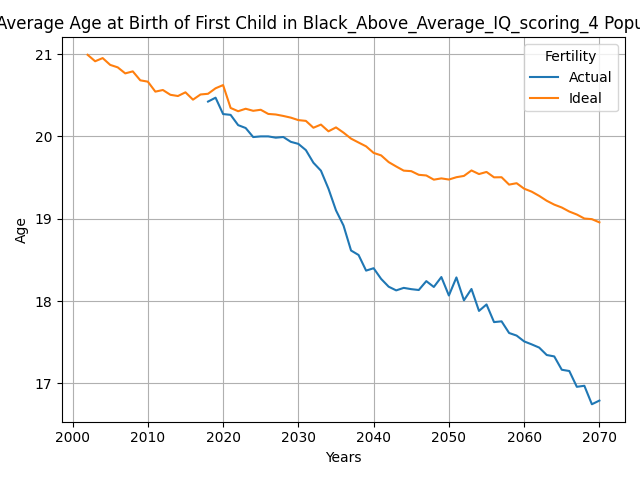 Average Age at Birth of First Child in Black_Above_Average_IQ_scoring_4 Popu
Fertility
Actual
Ideal
21
20
19
18
17
Age
2000 2010 2020 2030 2040 2050 2060 2070
Years